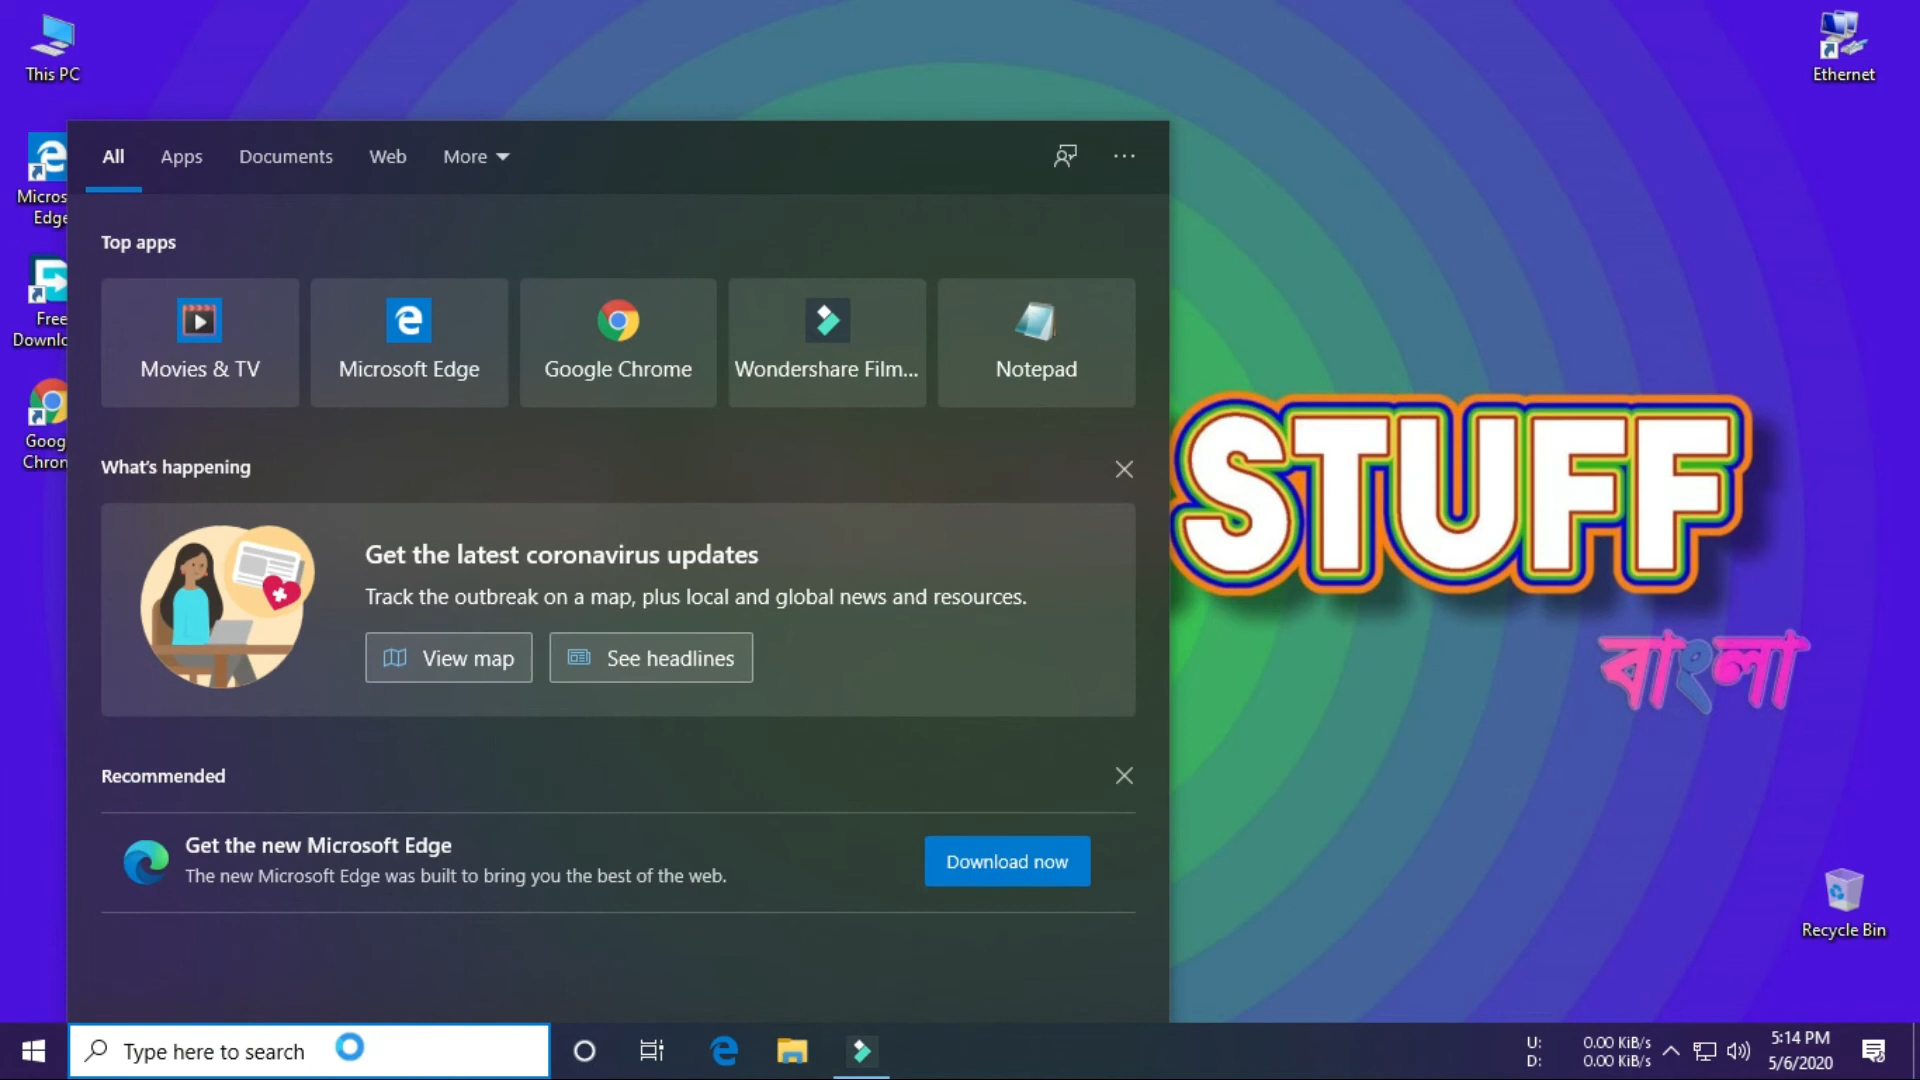 This PC
Ethernet
All Apps Documents Web More
Micros
Edge
Top apps
Free
Downlo
Movies & TV Microsoft Edge Google Chrome Wondershare Film... Notepad
Goog
Chron
What's happening
STUFF
Get the latest coronavirus updates
Track the outbreak on a map, plus local and global news and resources.
View map See headlines
বাংলা
Recommended
Get the new Microsoft Edge
The new Microsoft Edge was built to bring you the best of the web.
Download now
Recycle Bin
Type here to search
U: 0.00 KiB/s
D: 0.00 KiB/s
5:14 PM
5/6/2020